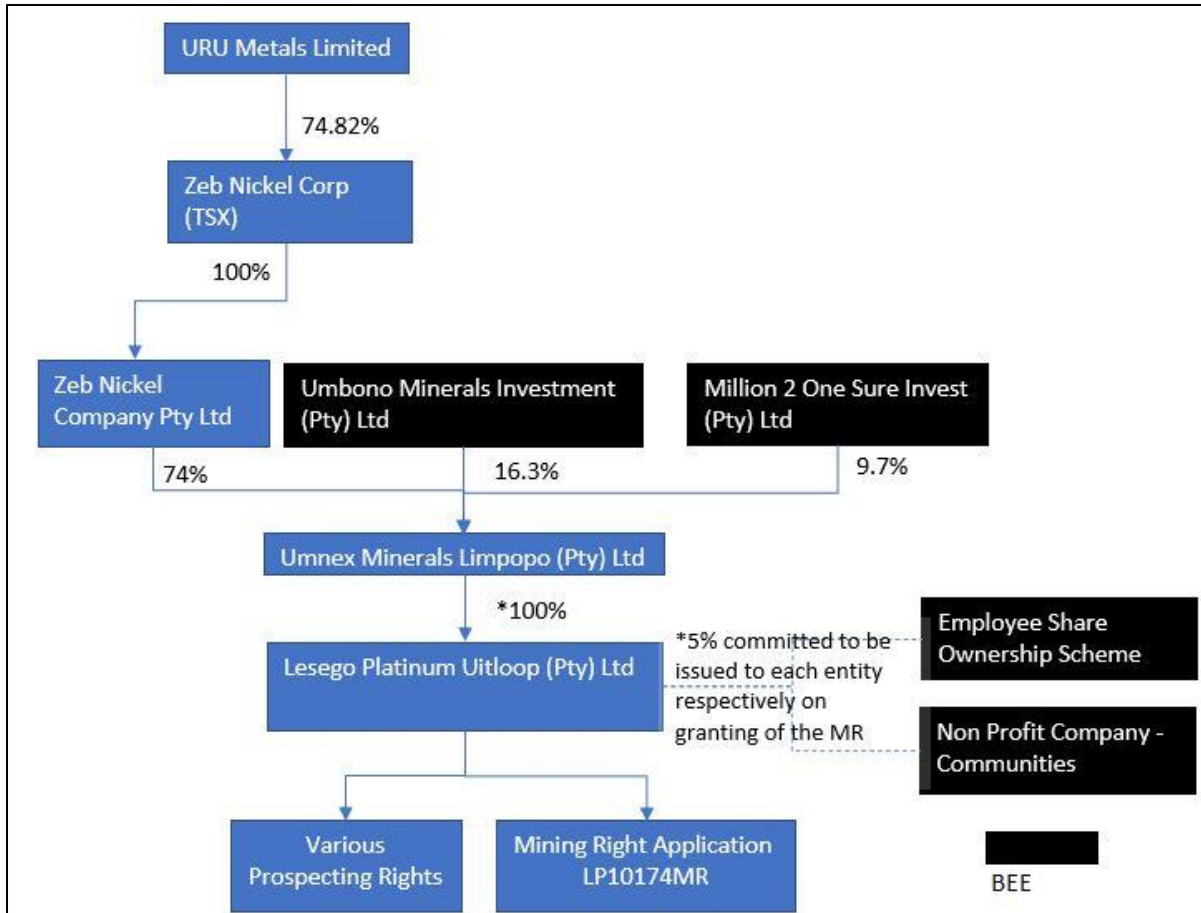 URU Metals Limited
74.82%
Zeb Nickel Corp
(TSX)
100%
Zeb Nickel
Company Pty Ltd
Umbono Minerals Investment
(Pty) Ltd
Million 2 One Sure Invest
(Pty) Ltd
74%
16.3%
9.7%
Umnex Minerals Limpopo (Pty) Ltd
*100%
Lesego Platinum Uitloop (Pty) Ltd
*5% committed to be
issued to each entity
respectively on
granting of the MR
Employee Share
Ownership Scheme
Non Profit Company -
Communities
Various
Prospecting Rights
Mining Right Application
LP10174MR
BEE